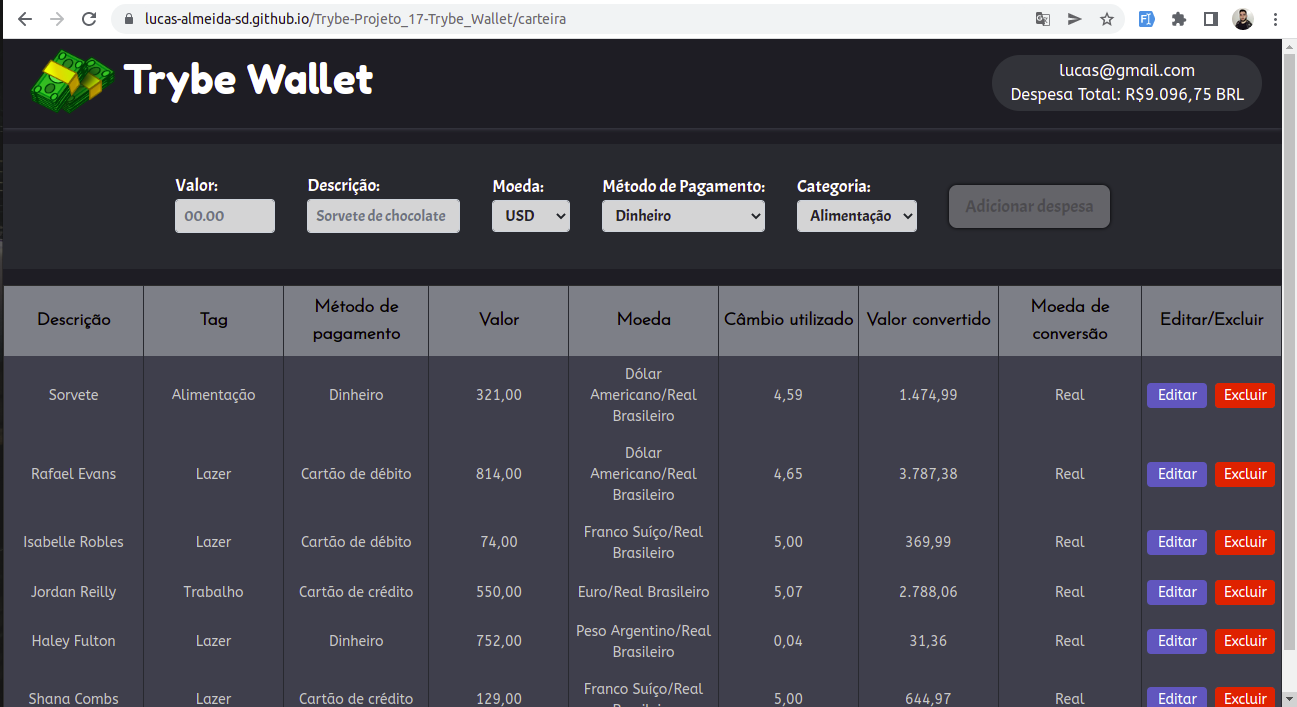 lucas-almeida-sd.github.io/Trybe-Projeto_17-Trybe_Wallet/carteira
Trybe Wallet
lucas@gmail.com
Despesa Total: R$9.096,75 BRL
Valor: Descrição: Moeda: Método de Pagamento: Categoria:
00.00 Sorvete de chocolate USD Dinheiro Alimentação Adicionar despesa
Descrição Tag Método de pagamento Valor Moeda Câmbio utilizado Valor convertido Moeda de conversão Editar/Excluir
Sorvete Alimentação Dinheiro 321,00 Dólar Americano/Real Brasileiro 4,59 1.474,99 Real Editar Excluir
Rafael Evans Lazer Cartão de débito 814,00 Dólar Americano/Real Brasileiro 4,65 3.787,38 Real Editar Excluir
Isabelle Robles Lazer Cartão de débito 74,00 Franco Suíço/Real Brasileiro 5,00 369,99 Real Editar Excluir
Jordan Reilly Trabalho Cartão de crédito 550,00 Euro/Real Brasileiro 5,07 2.788,06 Real Editar Excluir
Haley Fulton Lazer Dinheiro 752,00 Peso Argentino/Real Brasileiro 0,04 31,36 Real Editar Excluir
Shana Combs Lazer Cartão de crédito 129,00 Franco Suíço/Real Brasileiro 5,00 644,97 Real Editar Excluir